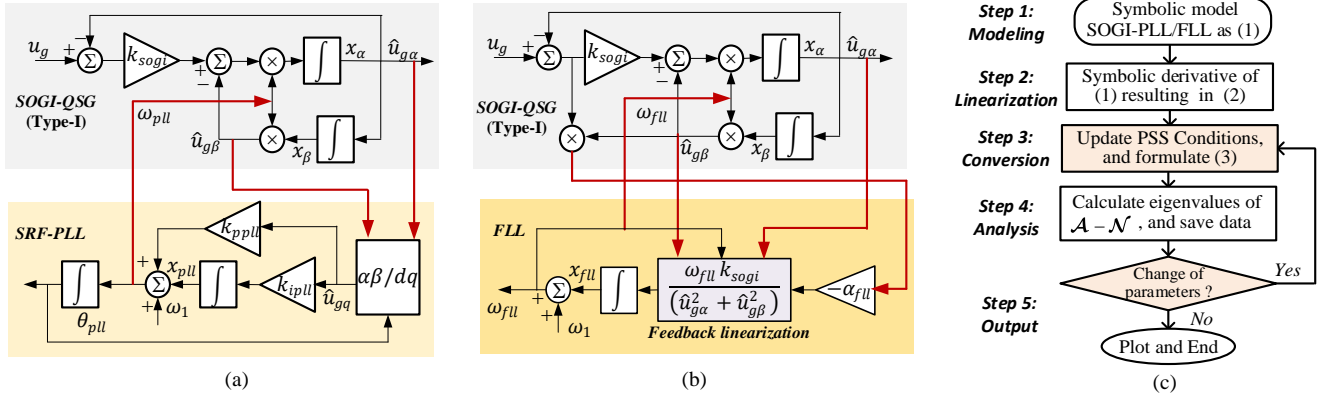 u_g
− +
Σ
k_sogi
Σ
+ −
×
∫
x_α
û_gα
SOGI-QSG
(Type-I)
ω_pll
×
û_gβ
x_β
∫
SRF-PLL
k_ppll
αβ/dq
∫
θ_pll
Σ
+
+
x_pll
ω_1
∫
k_ipll
û_gq
(a)
u_g
− +
Σ
k_sogi
Σ
+ −
×
∫
x_α
û_gα
SOGI-QSG
(Type-I)
ω_fll
×
×
û_gβ
x_β
∫
FLL
ω_fll
Σ
+
+
x_fll
ω_1
∫
ω_fll k_sogi
(û²_gα + û²_gβ)
−α_fll
Feedback linearization
(b)
Step 1:
Modeling
Symbolic model
SOGI-PLL/FLL as (1)
Step 2:
Linearization
Symbolic derivative of
(1) resulting in (2)
Step 3:
Conversion
Update PSS Conditions,
and formulate (3)
Step 4:
Analysis
Calculate eigenvalues of
𝓐 – 𝓝 , and save data
Change of
parameters ?
Yes
Step 5:
Output
No
Plot and End
(c)